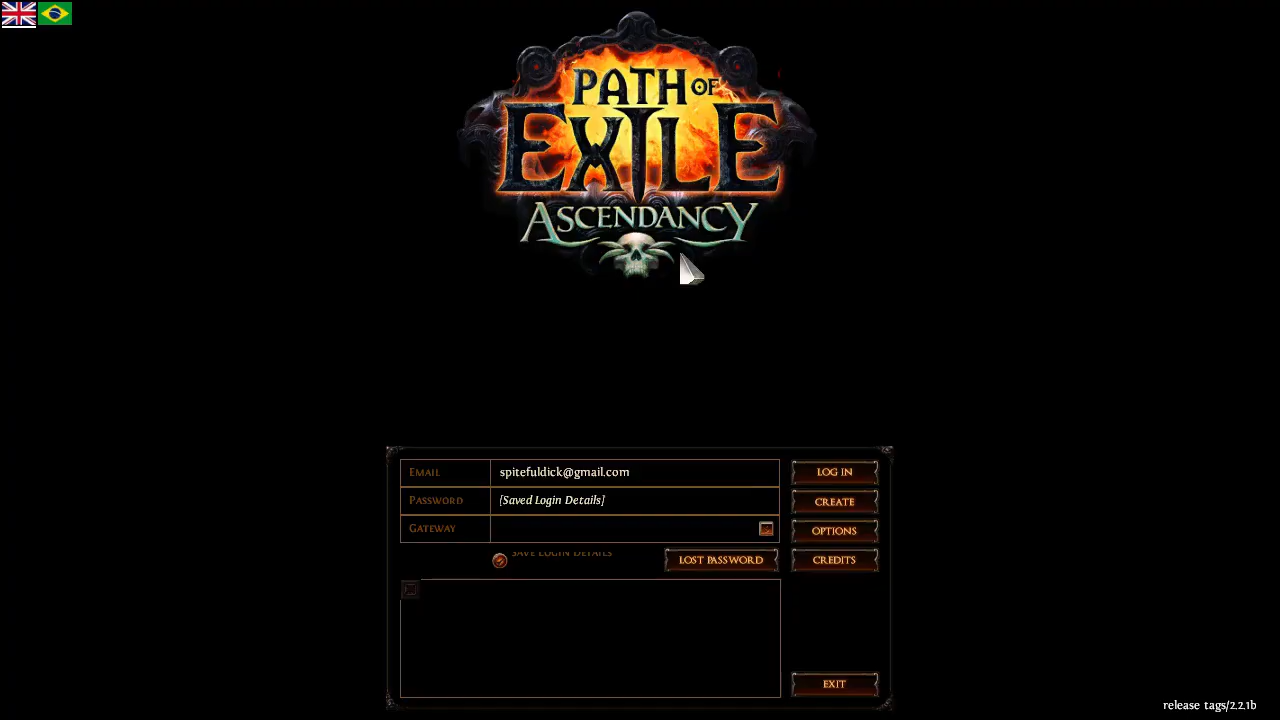 PATH OF
EXILE
ASCENDANCY
EMAIL spitefuldick@gmail.com LOG IN
PASSWORD [Saved Login Details] CREATE
GATEWAY OPTIONS
SAVE LOGIN DETAILS LOST PASSWORD CREDITS
EXIT
release tags/2.2.1b